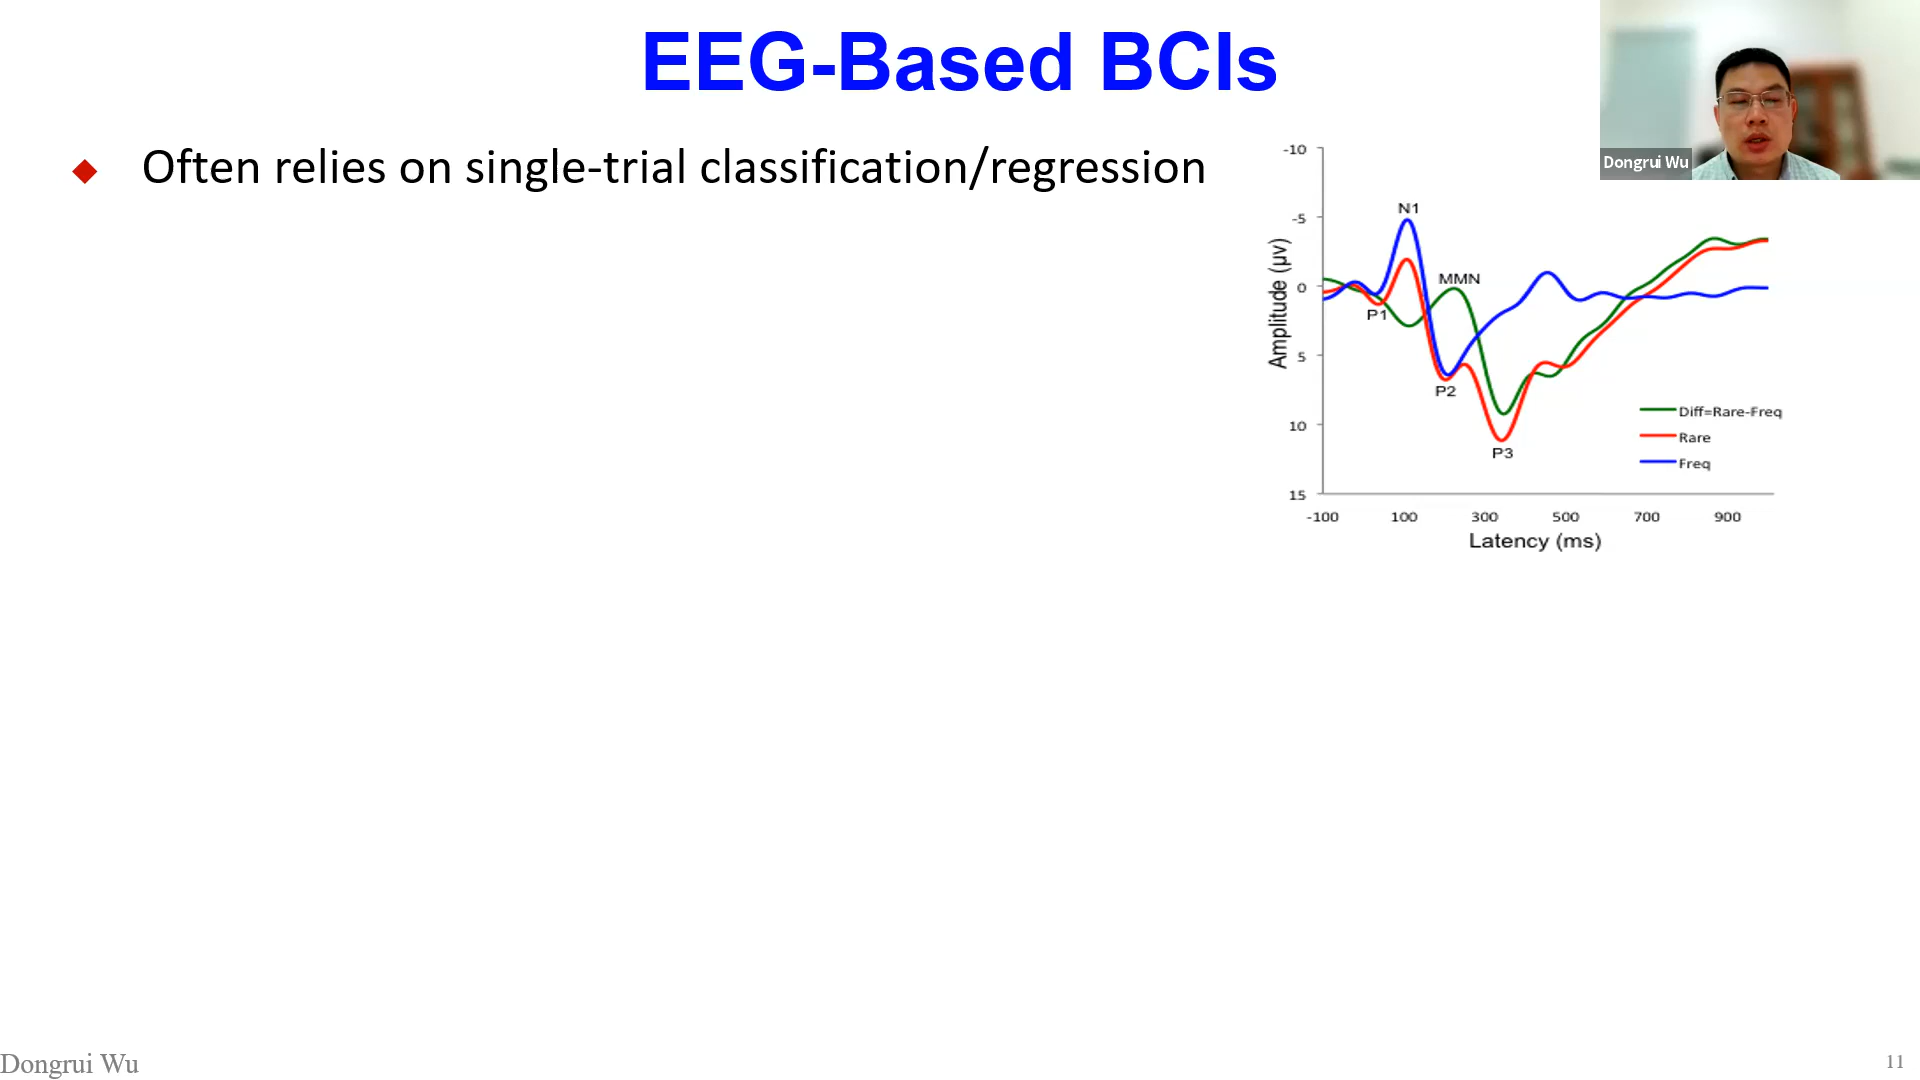 EEG-Based BCIs
Dongrui Wu
Often relies on single-trial classification/regression
-10
-5
0
5
10
15
Amplitude (μv)
N1
MMN
P1
P2
P3
Diff=Rare-Freq
Rare
Freq
-100 100 300 500 700 900
Latency (ms)
Dongrui Wu
11